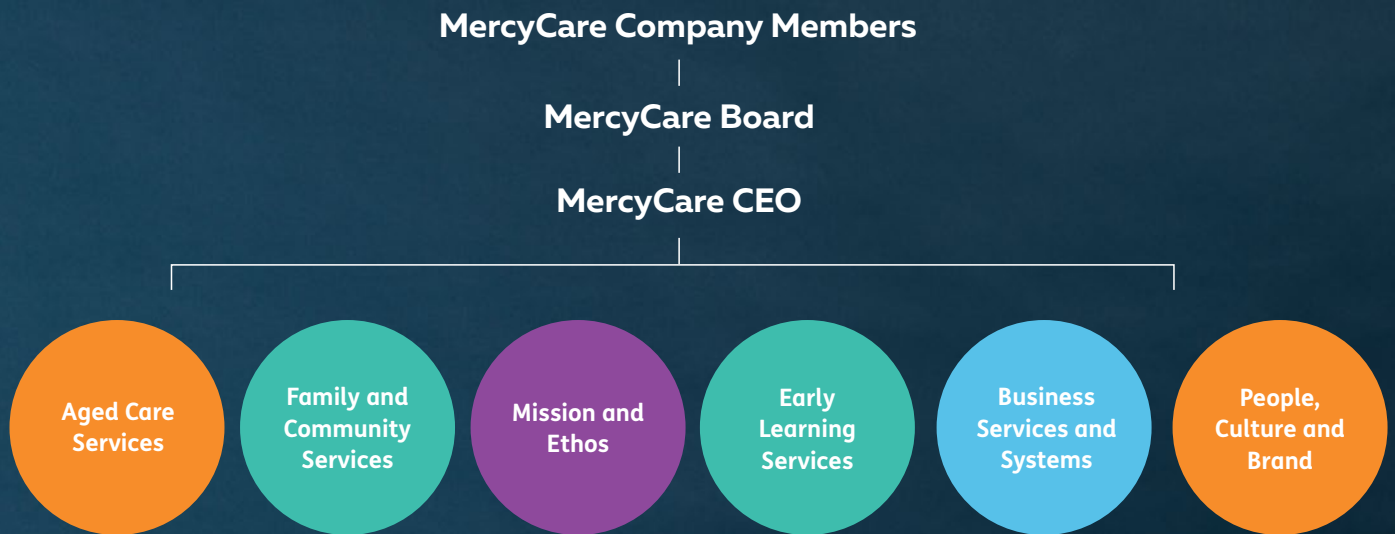 MercyCare Company Members
MercyCare Board
MercyCare CEO
Aged Care
Services
Family and
Community
Services
Mission and
Ethos
Early
Learning
Services
Business
Services and
Systems
People,
Culture and
Brand